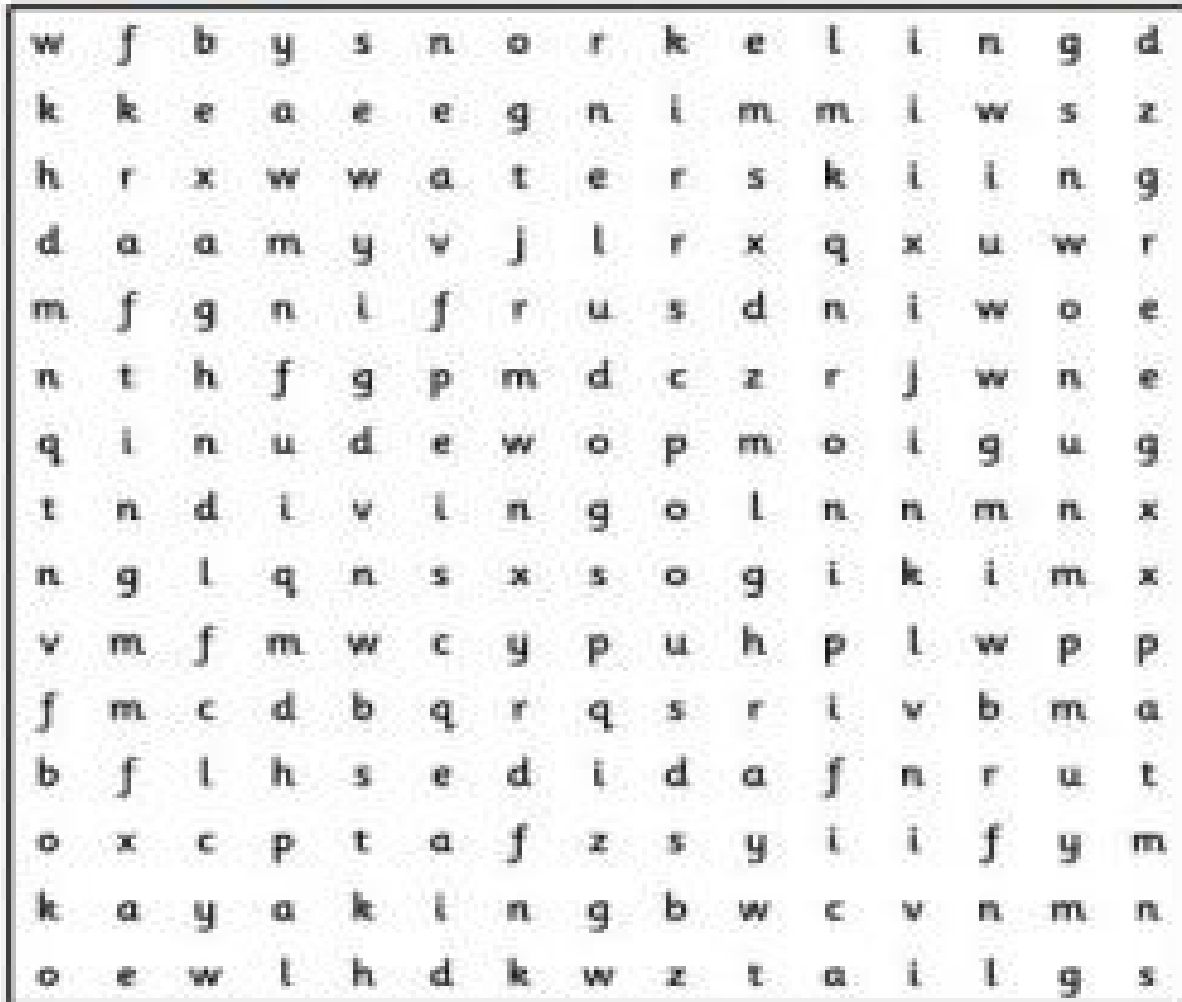 w f b y s n o r k e l i n g d
k k e a e e g n i m m i w s z
h r x w w a t e r s k i i n g
d a a m y v j l r x q x u w r
m f g n i f r u s d n i w o e
n t h f g p m d c z r j w n e
q i n u d e w o p m o i g u g
t n d i v i n g o l n n m n x
n g l q n s x s o g i k i m x
v m f m w c y p u h p l w p p
f m c d b q r q s r i v b m a
b f l h s e d i d a f n r u t
o x c p t a f z s y i i f y m
k a y a k i n g b w c v n m n
o e w l h d k w z t a i l g s